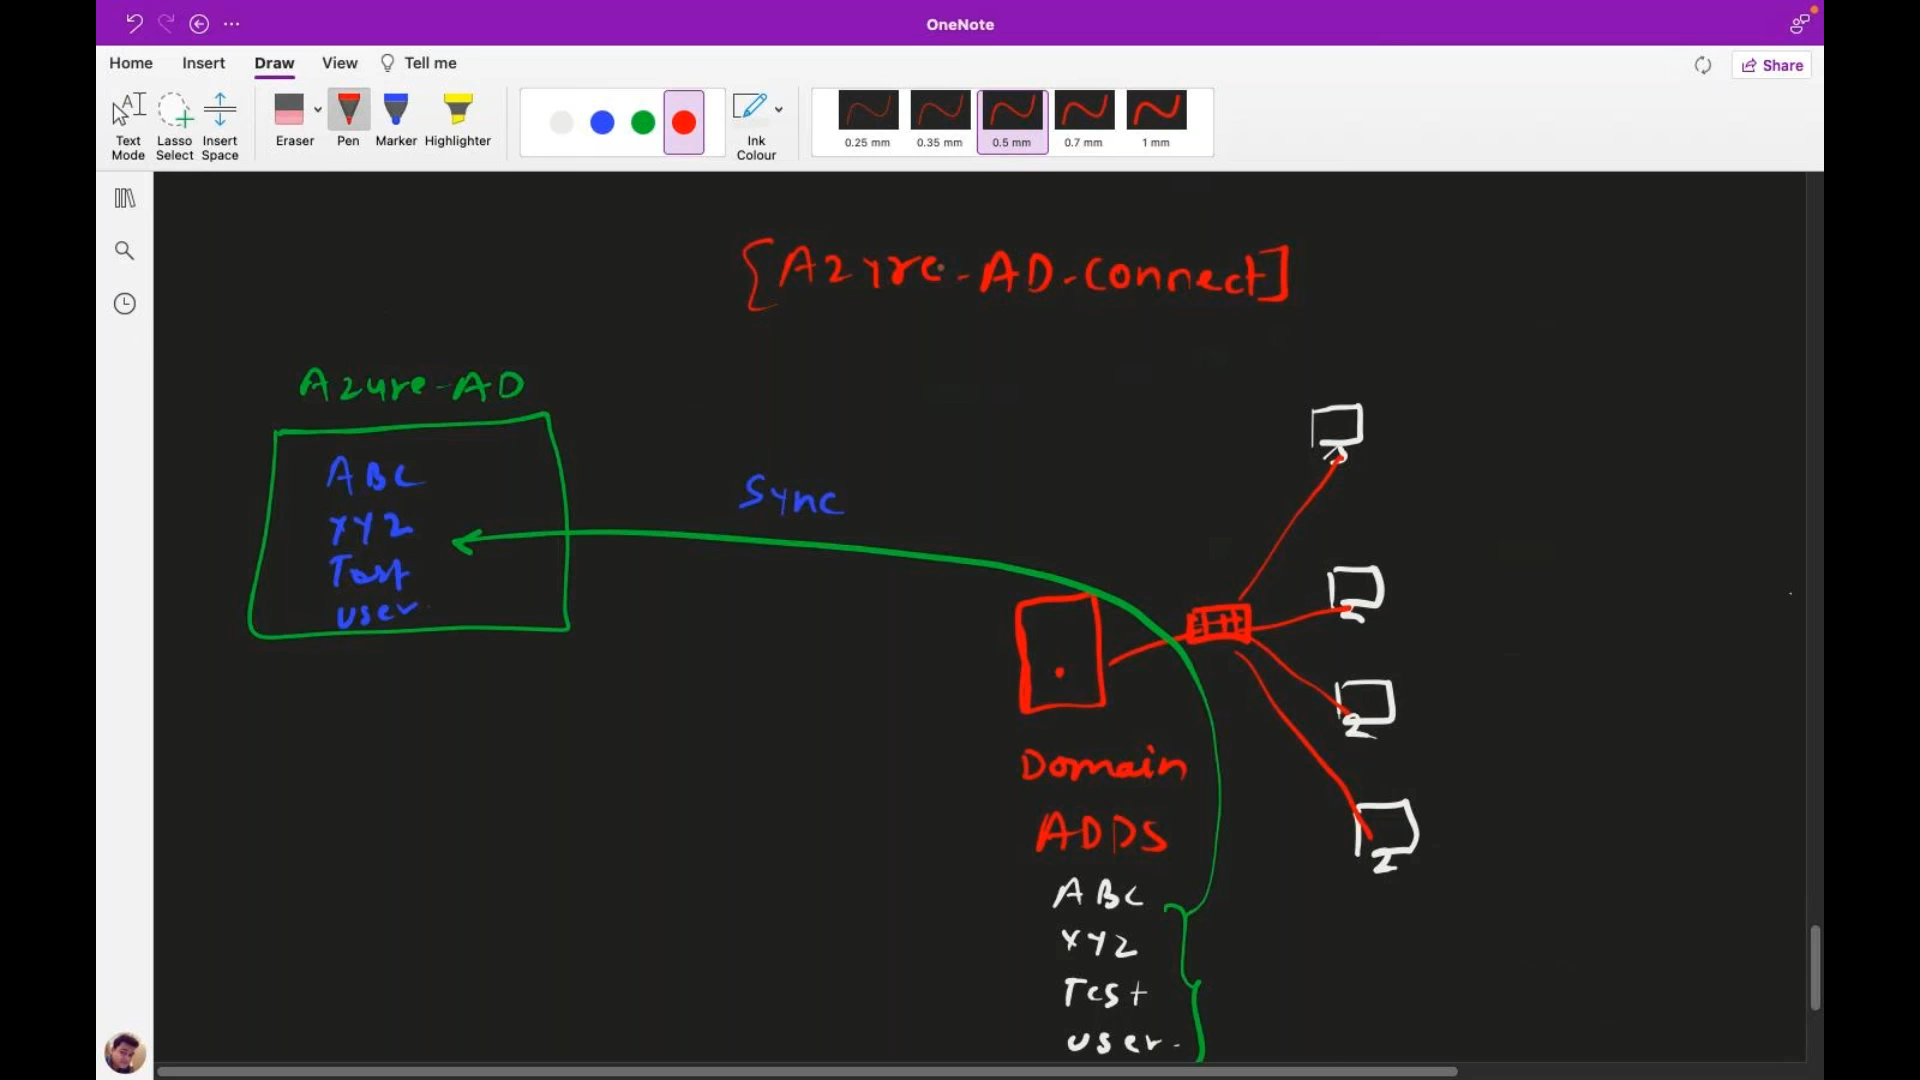 OneNote
Home Insert Draw View Tell me
Share
Text Mode
Lasso Select
Insert Space
Eraser
Pen
Marker
Highlighter
Ink Colour
0.25 mm
0.35 mm
0.5 mm
0.7 mm
1 mm
[Azyre-AD-connect]
Azure-AD
ABC
XYZ
Test
user
Sync
Domain
ADDS
ABC
XYZ
Test
user